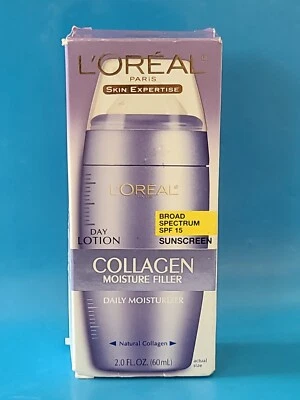 L'ORÉAL
PARIS
SKIN EXPERTISE
L'ORÉAL
DAY
LOTION
BROAD
SPECTRUM
SPF 15
SUNSCREEN
COLLAGEN
MOISTURE FILLER
DAILY MOISTURIZER
Natural Collagen
2.0 FL. OZ. (60mL)
actual
size